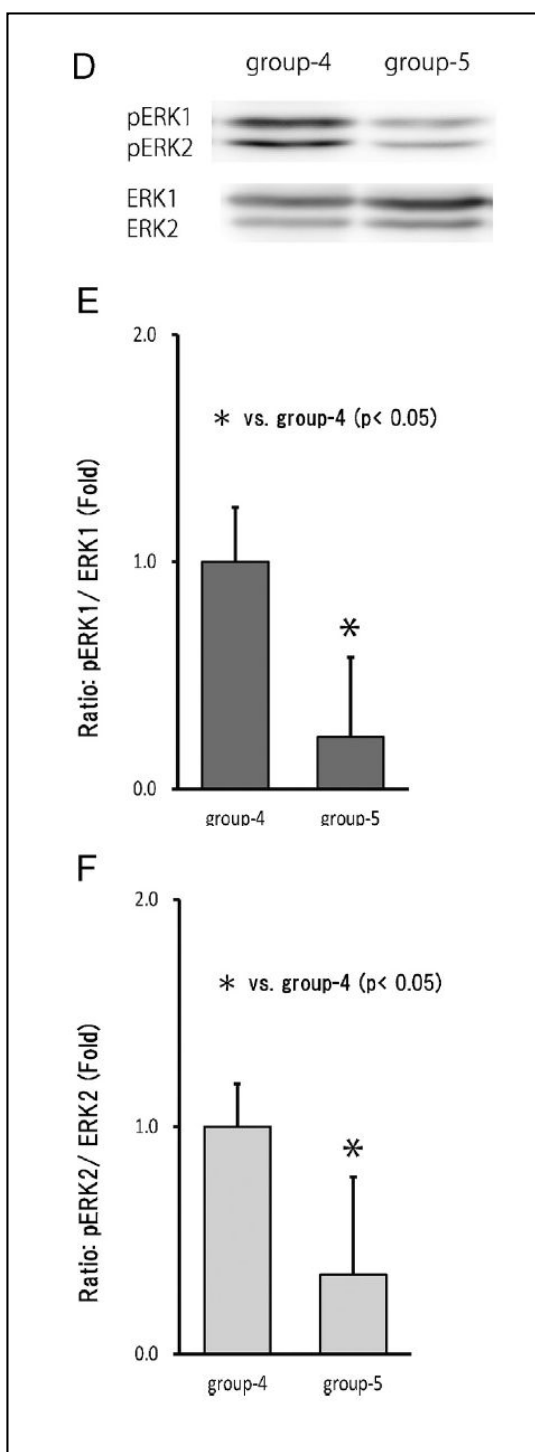 D
group-4 group-5
pERK1
pERK2
ERK1
ERK2
E
2.0
* vs. group-4 (p< 0.05)
Ratio: pERK1/ ERK1 (Fold)
1.0
*
0.0
group-4 group-5
F
2.0
* vs. group-4 (p< 0.05)
Ratio: pERK2/ ERK2 (Fold)
1.0
*
0.0
group-4 group-5